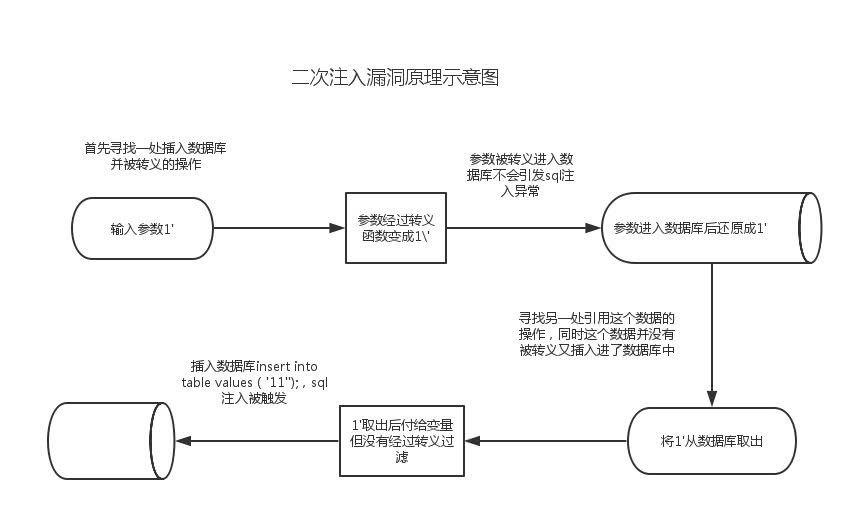 二次注入漏洞原理示意图
首先寻找一处插入数据库
并被转义的操作
参数被转义进入数
据库不会引发sql注
入异常
输入参数1'
参数经过转义
函数变成1\'
参数进入数据库后还原成1'
寻找另一处引用这个数据的
操作，同时这个数据并没有
被转义又插入进了数据库中
插入数据库insert into
table values ( '11''); , sql
注入被触发
1'取出后付给变量
但没有经过转义过
滤
将1'从数据库取出